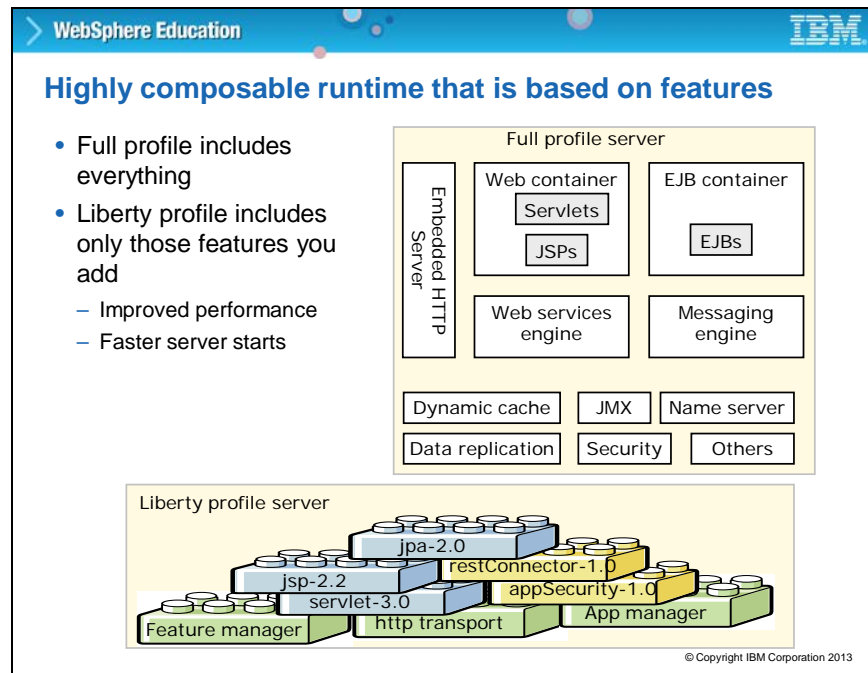 WebSphere Education
IBM
Highly composable runtime that is based on features
• Full profile includes
everything
• Liberty profile includes
only those features you
add
– Improved performance
– Faster server starts
Full profile server
Embedded HTTP
Server
Web container
Servlets
JSPs
EJB container
EJBs
Web services
engine
Messaging
engine
Dynamic cache
JMX
Name server
Data replication
Security
Others
Liberty profile server
jpa-2.0
restConnector-1.0
jsp-2.2
appSecurity-1.0
servlet-3.0
App manager
http transport
Feature manager
© Copyright IBM Corporation 2013